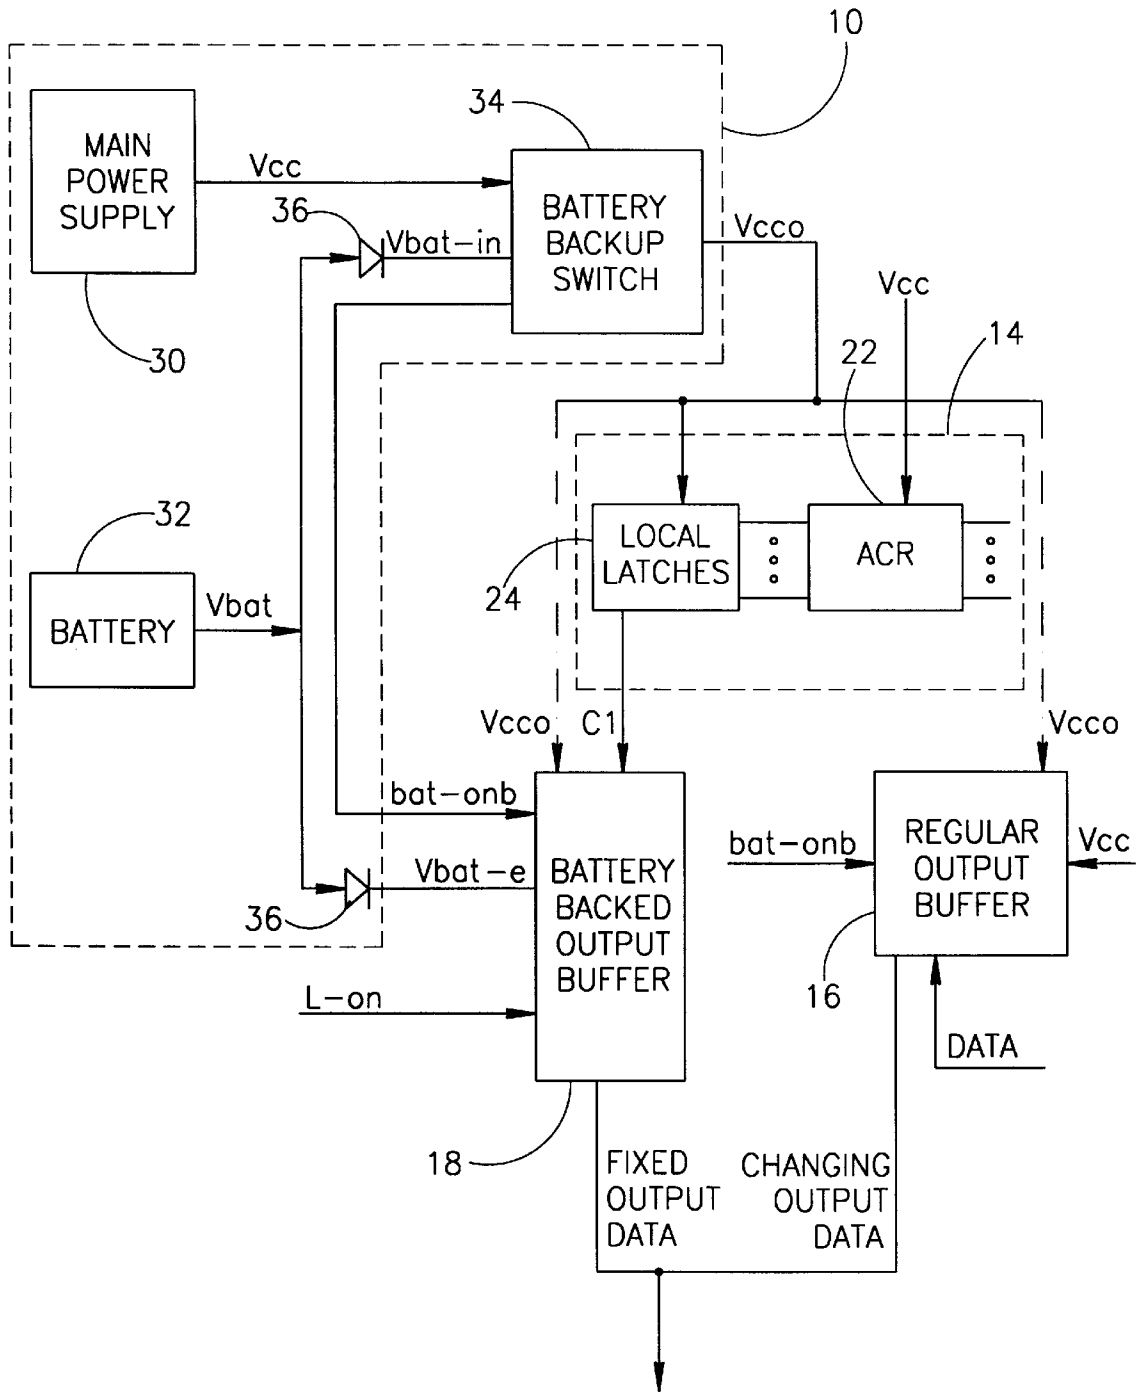 10
34
MAIN
POWER
SUPPLY
Vcc
36
Vbat-in
BATTERY
BACKUP
SWITCH
Vcco
Vcc
30
14
22
32
BATTERY
Vbat
LOCAL
LATCHES
ACR
24
Vcco
C1
Vcco
bat-onb
Vbat-e
36
L-on
BATTERY
BACKED
OUTPUT
BUFFER
bat-onb
REGULAR
OUTPUT
BUFFER
Vcc
16
DATA
18
FIXED
OUTPUT
DATA
CHANGING
OUTPUT
DATA